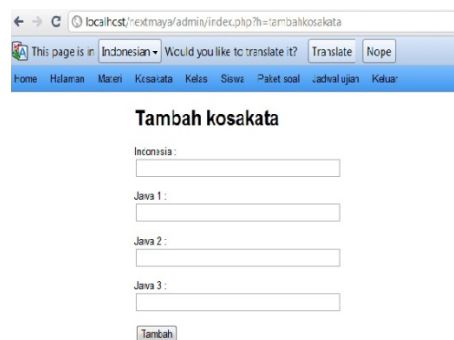 localhost/nextmaya/admin/index.php?h=tambahkosakata
This page is in Indonesian Would you like to translate it? Translate Nope
Home Halaman Materi Kosakata Kelas Siswa Paket soal Jadwal ujian Keluar
Tambah kosakata
Indonesia :
Jawa 1 :
Jawa 2 :
Jawa 3 :
Tambah